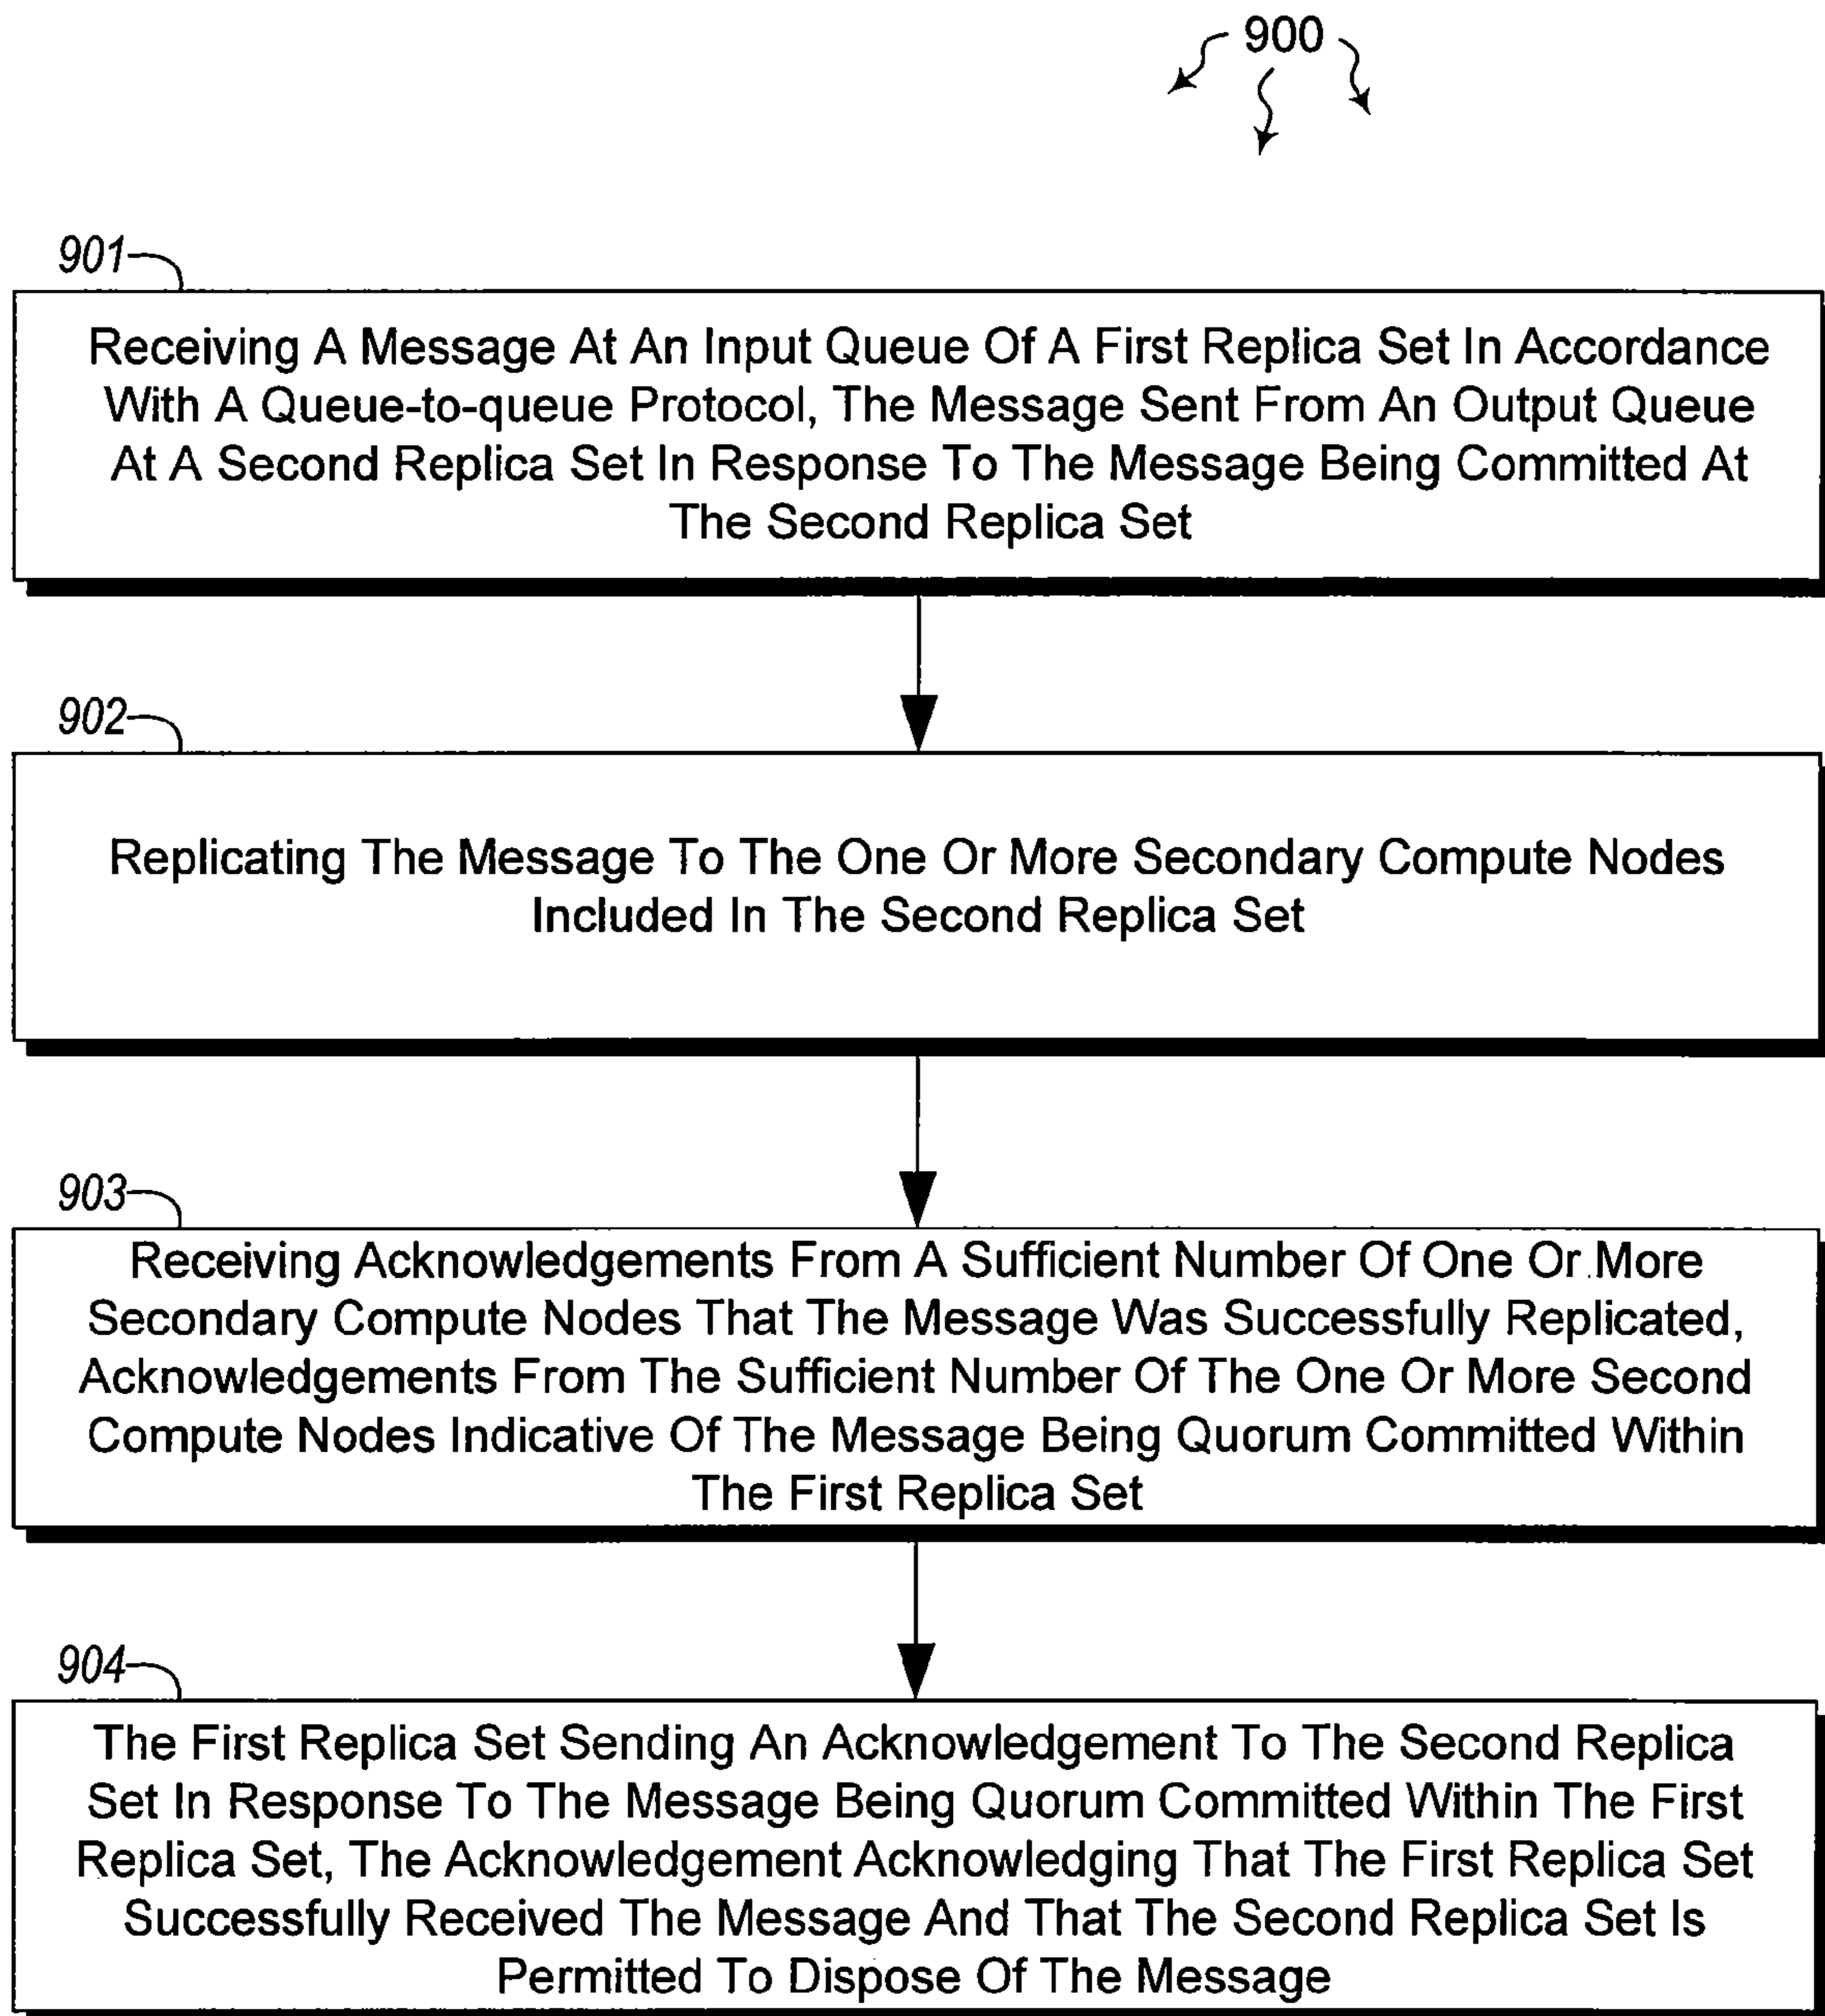 900
901
Receiving A Message At An Input Queue Of A First Replica Set In Accordance
With A Queue-to-queue Protocol, The Message Sent From An Output Queue
At A Second Replica Set In Response To The Message Being Committed At
The Second Replica Set
902
Replicating The Message To The One Or More Secondary Compute Nodes
Included In The Second Replica Set
903
Receiving Acknowledgements From A Sufficient Number Of One Or More
Secondary Compute Nodes That The Message Was Successfully Replicated,
Acknowledgements From The Sufficient Number Of The One Or More Second
Compute Nodes Indicative Of The Message Being Quorum Committed Within
The First Replica Set
904
The First Replica Set Sending An Acknowledgement To The Second Replica
Set In Response To The Message Being Quorum Committed Within The First
Replica Set, The Acknowledgement Acknowledging That The First Replica Set
Successfully Received The Message And That The Second Replica Set Is
Permitted To Dispose Of The Message